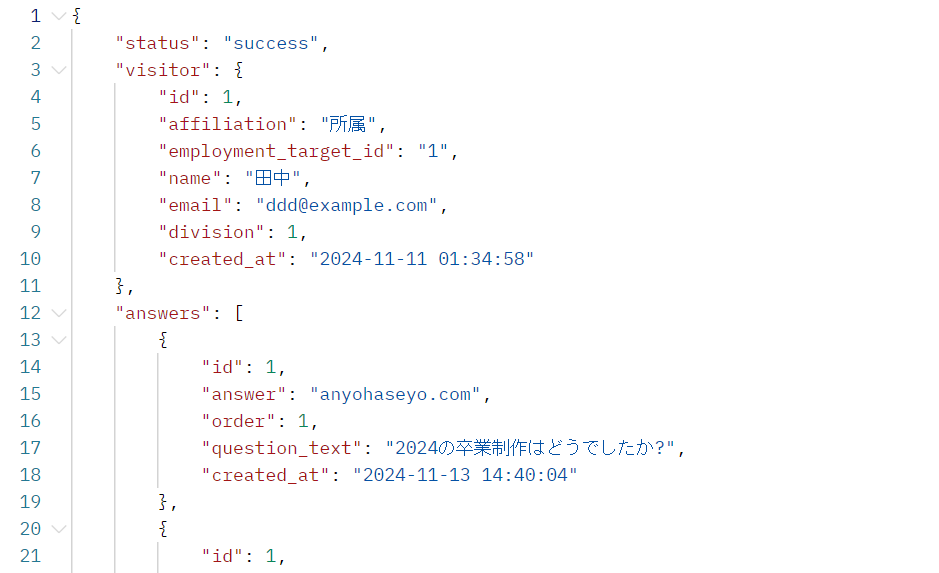 1 {
2 "status": "success",
3 "visitor": {
4 "id": 1,
5 "affiliation": "所属",
6 "employment_target_id": "1",
7 "name": "田中",
8 "email": "ddd@example.com",
9 "division": 1,
10 "created_at": "2024-11-11 01:34:58"
11 },
12 "answers": [
13 {
14 "id": 1,
15 "answer": "anyohaseyo.com",
16 "order": 1,
17 "question_text": "2024の卒業制作はどうでしたか?",
18 "created_at": "2024-11-13 14:40:04"
19 },
20 {
21 "id": 1,